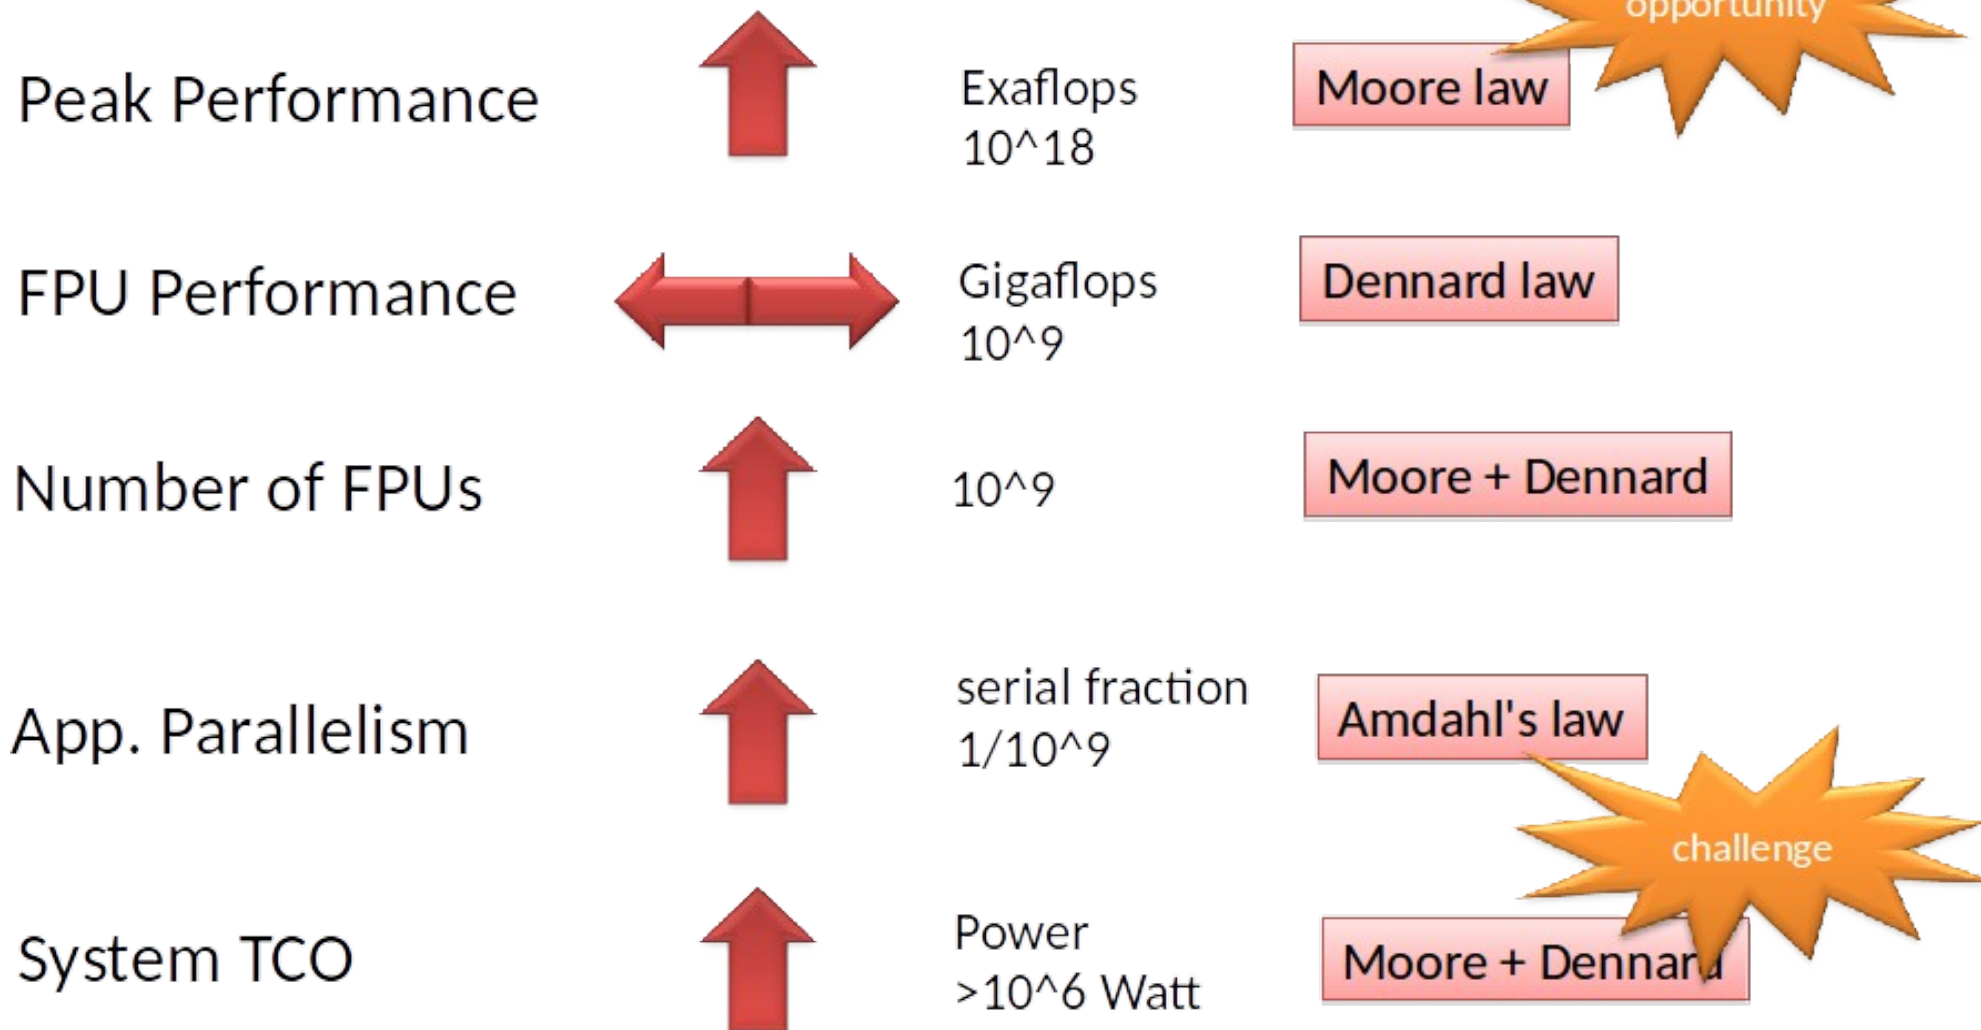 opportunity
Peak Performance
Exaflops
10^18
Moore law
FPU Performance
Gigaflops
10^9
Dennard law
Number of FPUs
10^9
Moore + Dennard
App. Parallelism
serial fraction
1/10^9
Amdahl's law
challenge
System TCO
Power
>10^6 Watt
Moore + Dennard